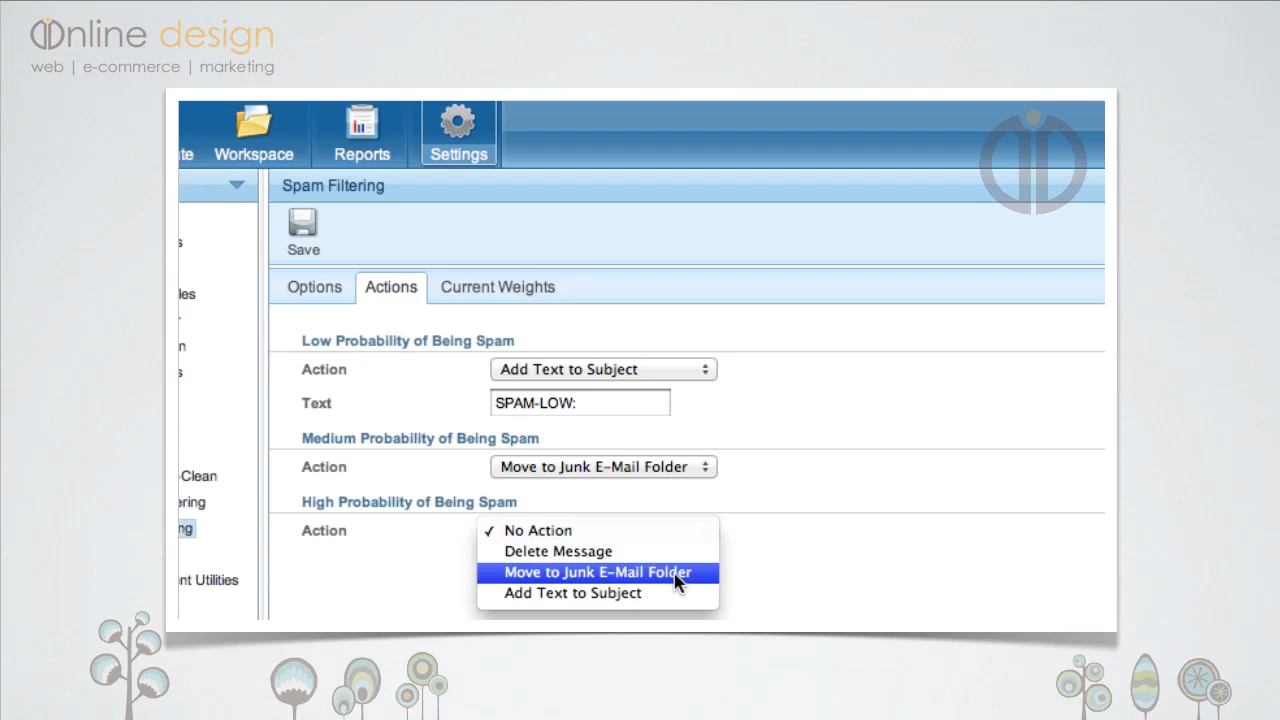 Online design
web | e-commerce | marketing
te Workspace Reports Settings
Spam Filtering
Save
Options Actions Current Weights
s
les
n
s
-Clean
ering
ng
nt Utilities
Low Probability of Being Spam
Action Add Text to Subject
Text SPAM-LOW:
Medium Probability of Being Spam
Action Move to Junk E-Mail Folder
High Probability of Being Spam
Action ✓ No Action
Delete Message
Move to Junk E-Mail Folder
Add Text to Subject